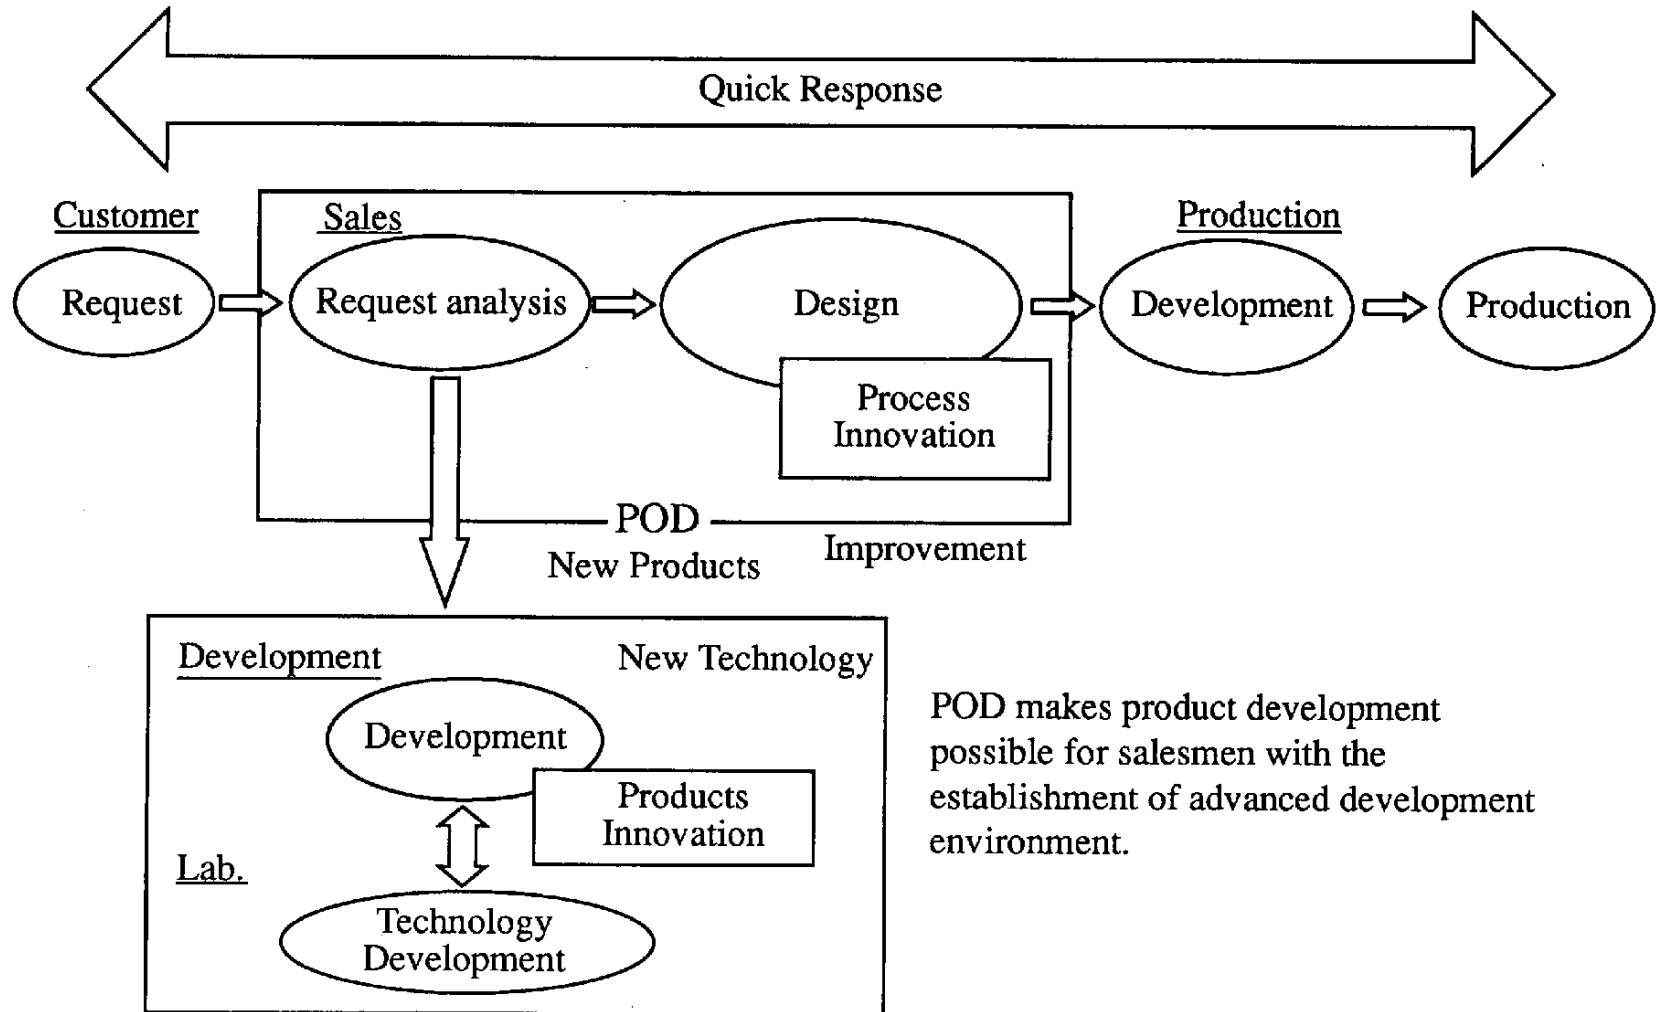 Quick Response
Customer
Sales
Production
Request
Request analysis
Design
Development
Production
Process
Innovation
POD
New Products
Improvement
Development
New Technology
Development
Products
Innovation
Lab.
Technology
Development
POD makes product development
possible for salesmen with the
establishment of advanced development
environment.